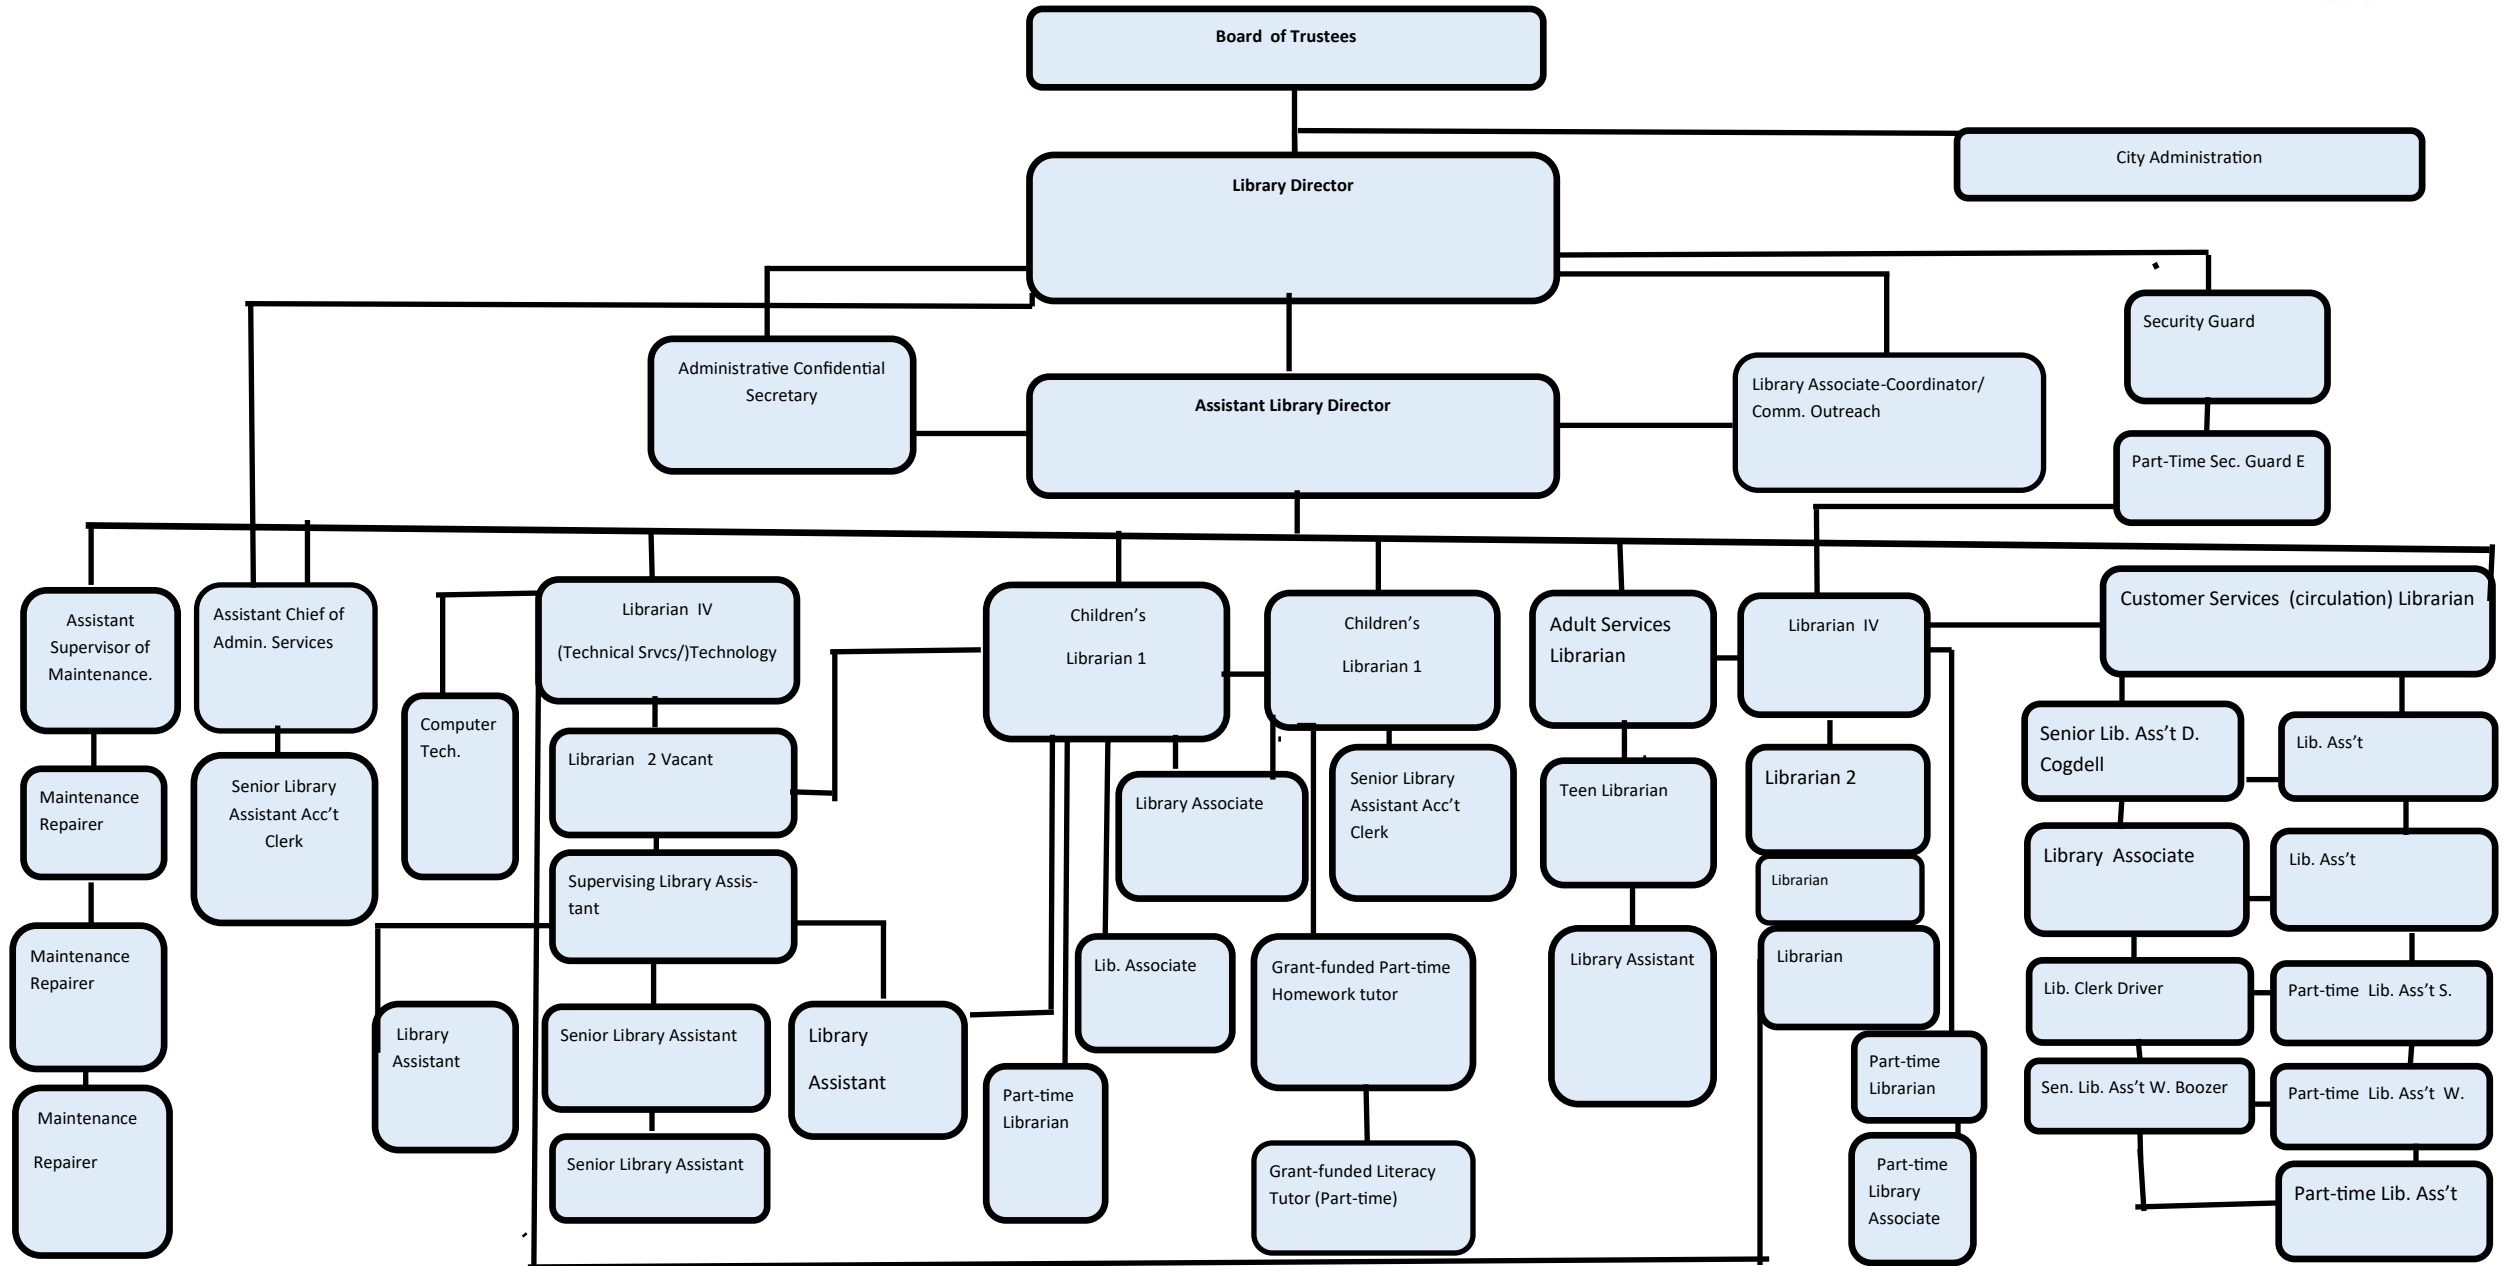 Board of Trustees
City Administration
Library Director
Security Guard
Administrative Confidential
Secretary
Assistant Library Director
Library Associate-Coordinator/
Comm. Outreach
Part-Time Sec. Guard E
Assistant
Supervisor of
Maintenance.
Assistant Chief of
Admin. Services
Librarian IV
(Technical Srvcs/)Technology
Children’s
Librarian 1
Children’s
Librarian 1
Adult Services
Librarian
Librarian IV
Customer Services (circulation) Librarian
Computer
Tech.
Librarian 2 Vacant
Senior Lib. Ass’t D.
Cogdell
Lib. Ass’t
Maintenance
Repairer
Senior Library
Assistant Acc’t
Clerk
Library Associate
Senior Library
Assistant Acc’t
Clerk
Teen Librarian
Librarian 2
Library Associate
Lib. Ass’t
Supervising Library Assis-
tant
Librarian
Maintenance
Repairer
Lib. Associate
Grant-funded Part-time
Homework tutor
Library Assistant
Librarian
Lib. Clerk Driver
Part-time Lib. Ass’t S.
Library
Assistant
Senior Library Assistant
Library
Assistant
Part-time
Librarian
Part-time
Librarian
Sen. Lib. Ass’t W. Boozer
Part-time Lib. Ass’t W.
Maintenance
Repairer
Senior Library Assistant
Grant-funded Literacy
Tutor (Part-time)
Part-time
Library
Associate
Part-time Lib. Ass’t